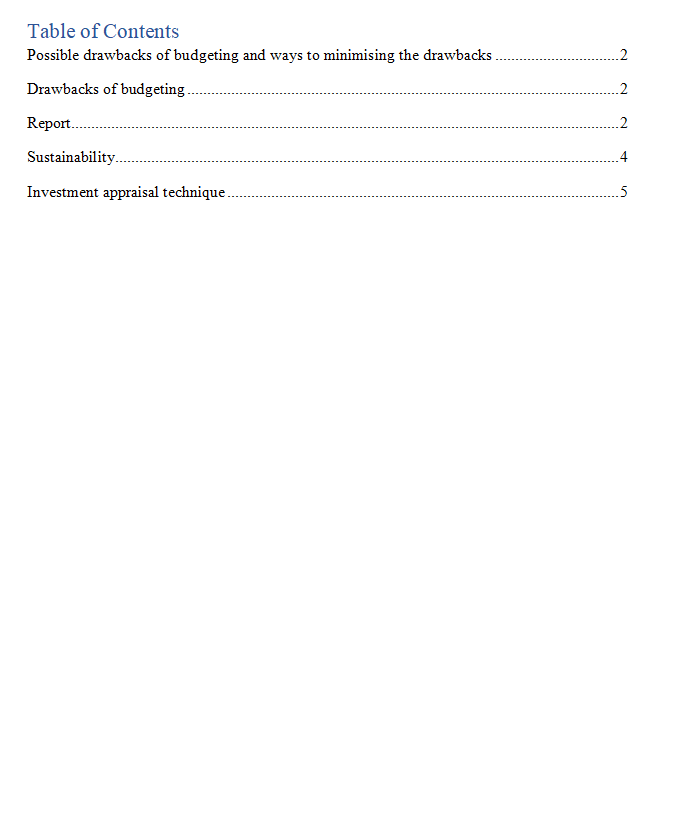 Table of Contents
Possible drawbacks of budgeting and ways to minimising the drawbacks ............................... 2
Drawbacks of budgeting ............................................................................................................ 2
Report......................................................................................................................................... 2
Sustainability.............................................................................................................................. 4
Investment appraisal technique .................................................................................................. 5